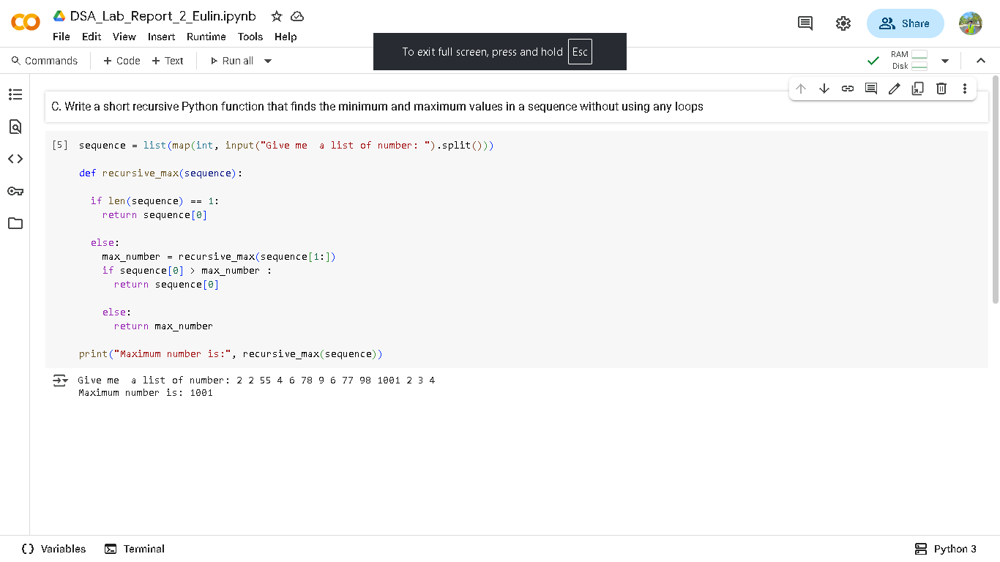 DSA_Lab_Report_2_Eulin.ipynb
File Edit View Insert Runtime Tools Help
Share
To exit full screen, press and hold Esc
Commands + Code + Text Run all
RAM
Disk
C. Write a short recursive Python function that finds the minimum and maximum values in a sequence without using any loops
[5] sequence = list(map(int, input("Give me  a list of number: ").split()))
def recursive_max(sequence):
  if len(sequence) == 1:
    return sequence[0]
  else:
    max_number = recursive_max(sequence[1:])
    if sequence[0] > max_number :
      return sequence[0]
    else:
      return max_number
print("Maximum number is:", recursive_max(sequence))
Give me  a list of number: 2 2 55 4 6 78 9 6 77 98 1001 2 3 4
Maximum number is: 1001
Variables Terminal Python 3